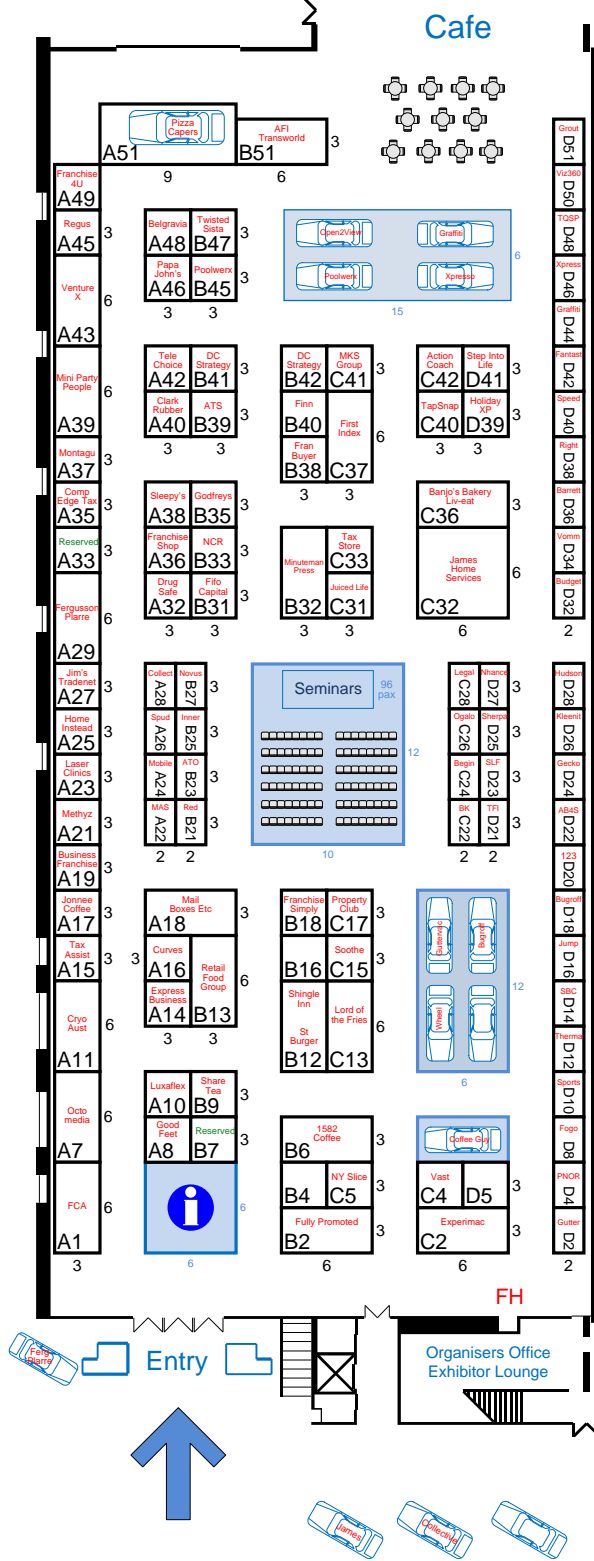 Cafe
Pizza
Capers
A51
AFI
Transworld
B51
3
9
6
Grout
D51
Franchise
4U
A49
Viz360
D50
Regus
A45
3
Belgravia
A48
Twisted
Sista
B47
3
Open2View
Graffiti
TQSP
D48
Papa
John's
A46
Poolwerx
B45
3
Poolwerx
Xpresso
6
Xpress
D46
Venture
X
A43
6
3
3
15
Graffiti
D44
Mini Party
People
A39
6
Tele
Choice
A42
DC
Strategy
B41
3
DC
Strategy
B42
MKS
Group
C41
3
Action
Coach
C42
Step Into
Life
D41
3
Fantast
D42
Clark
Rubber
A40
ATS
B39
3
Finn
B40
First
Index
C37
6
TapSnap
C40
Holiday
XP
D39
3
Speed
D40
Montagu
A37
3
3
3
Fran
Buyer
B38
3
3
3
3
Right
D38
Comp
Edge Tax
A35
3
Sleepy's
A38
Godfreys
B35
3
Banjo's Bakery
Liv-eat
C36
3
Barrett
D36
Reserved
A33
3
Franchise
Shop
A36
NCR
B33
3
Minuteman
Press
B32
Tax
Store
C33
James
Home
Services
C32
6
Vomm
D34
Fergusson
Plarre
A29
6
Drug
Safe
A32
Fifo
Capital
B31
3
Juiced Life
C31
Budget
D32
3
3
3
3
6
2
Jim's
Tradenet
A27
3
Collect
A28
Novus
B27
3
Seminars
96
pax
Legal
C28
Nhance
D27
3
Hudson
D28
Home
Instead
A25
3
Spud
A26
Inner
B25
3
12
Ogalo
C26
Sherpa
D25
3
Kleenit
D26
Laser
Clinics
A23
3
Mobile
A24
ATO
B23
3
Begin
C24
SLF
D23
3
Gecko
D24
Methyz
A21
3
MAS
A22
Red
B21
3
BK
C22
TFI
D21
3
AB4S
D22
2
2
10
2
2
Business
Franchise
A19
3
123
D20
Jonnee
Coffee
A17
3
Mail
Boxes Etc
A18
3
Franchise
Simply
B18
Property
Club
C17
3
Guttervac
Bugroff
Bugroff
D18
Tax
Assist
A15
3
3
Curves
A16
Retail
Food
Group
B13
6
B16
Soothe
C15
3
12
Jump
D16
Cryo
Aust
A11
6
Express
Business
A14
Shingle
Inn
St
Burger
B12
Lord of
the Fries
C13
6
Wheel
SBC
D14
3
3
Therma
D12
6
Octo
media
A7
6
Luxaflex
A10
Share
Tea
B9
3
Sports
D10
Good
Feet
A8
Reserved
B7
3
1582
Coffee
B6
3
Coffee Guy
Fogo
D8
FCA
A1
6
i
6
B4
NY Slice
C5
3
Vast
C4
D5
3
PNOR
D4
Fully Promoted
B2
3
Experimac
C2
3
Gutter
D2
3
6
6
6
2
FH
Ferg
Plarre
Entry
Organisers Office
Exhibitor Lounge
James
Collective